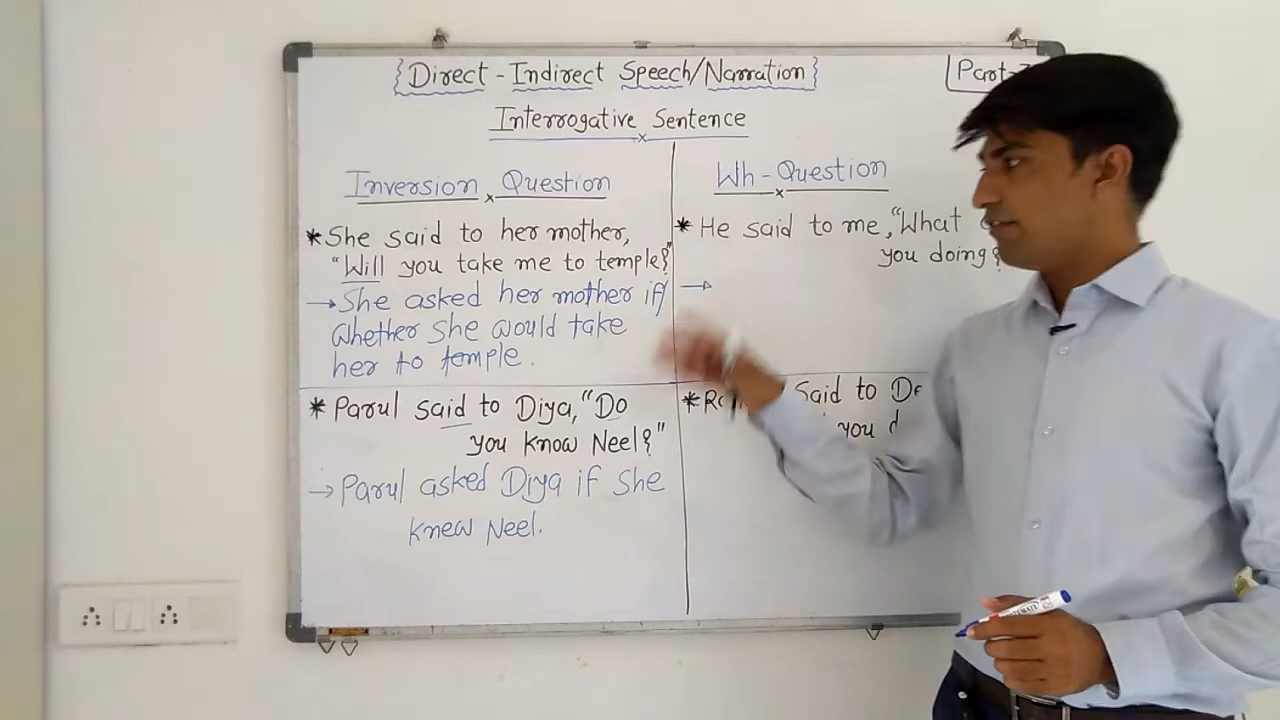 {Direct-Indirect Speech/Narration}
Part-
Interrogative Sentence
Inversion Question
*She said to her mother,
"Will you take me to temple?"
→She asked her mother if/
whether she would take
her to temple.
*Parul said to Diya, "Do
you know Neel?"
→Parul asked Diya if she
knew Neel.
Wh-Question
*He said to me, "What
you doing?
→
* said to
you